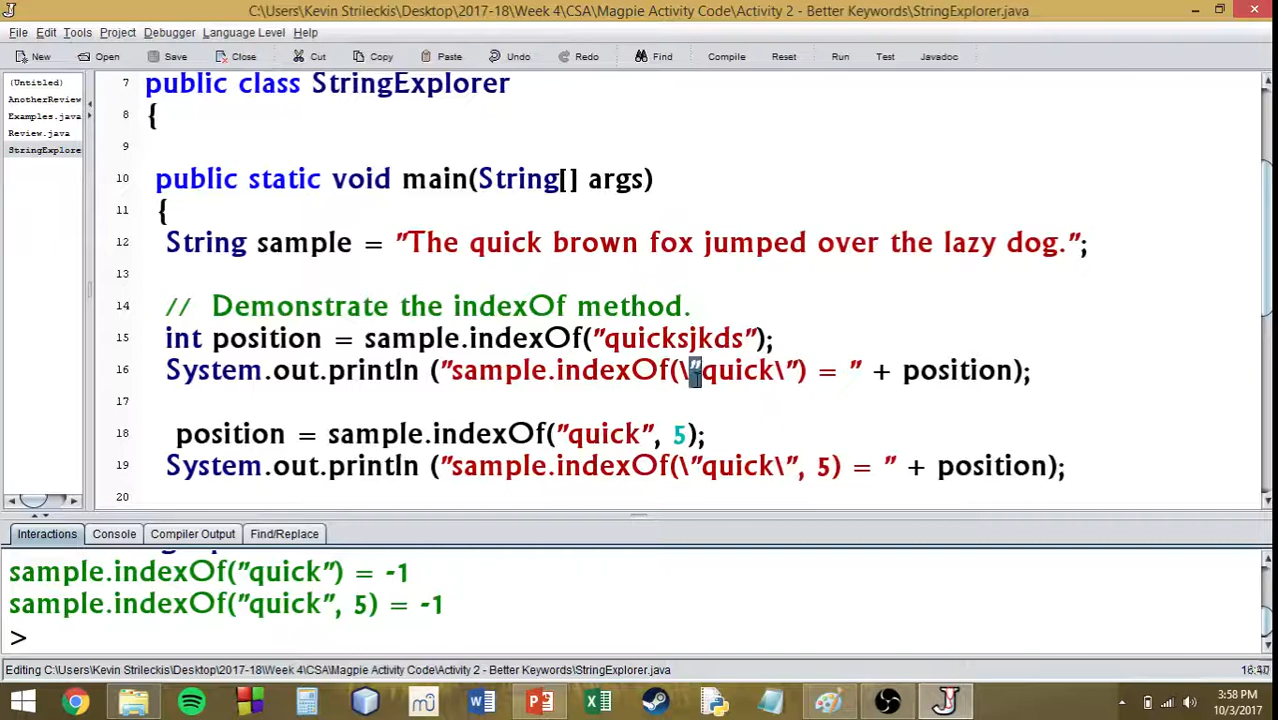 C:\Users\Kevin Strileckis\Desktop\2017-18\Week 4\CSA\Magpie Activity Code\Activity 2 - Better Keywords\StringExplorer.java
File Edit Tools Project Debugger Language Level Help
New Open Save Close Cut Copy Paste Undo Redo Find Compile Reset Run Test Javadoc
(Untitled)
AnotherReview
Examples.java
Review.java
StringExplore
7 public class StringExplorer
8 {
9
10 public static void main(String[] args)
11 {
12 String sample = "The quick brown fox jumped over the lazy dog.";
13
14 // Demonstrate the indexOf method.
15 int position = sample.indexOf("quicksjkds");
16 System.out.println ("sample.indexOf(\"quick\") = " + position);
17
18 position = sample.indexOf("quick", 5);
19 System.out.println ("sample.indexOf(\"quick\", 5) = " + position);
20
Interactions Console Compiler Output Find/Replace
sample.indexOf("quick") = -1
sample.indexOf("quick", 5) = -1
>
Editing C:\Users\Kevin Strileckis\Desktop\2017-18\Week 4\CSA\Magpie Activity Code\Activity 2 - Better Keywords\StringExplorer.java
16:40
3:58 PM
10/3/2017